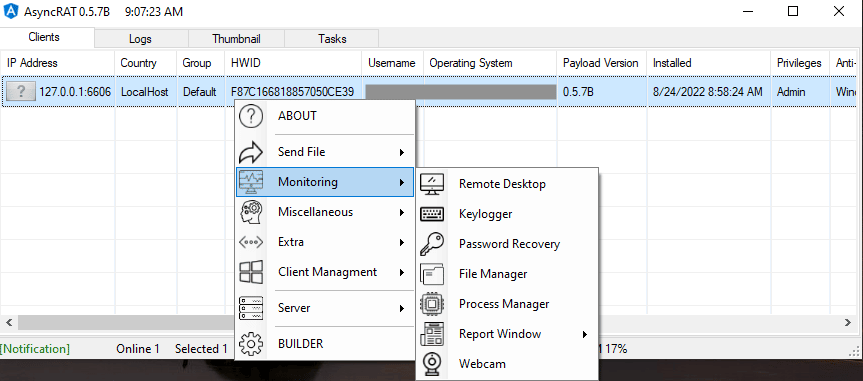 AsyncRAT 0.5.7B 9:07:23 AM
Clients Logs Thumbnail Tasks
IP Address Country Group HWID Username Operating System Payload Version Installed Privileges Anti-
127.0.0.1:6606 LocalHost Default F87C166818857050CE39 0.5.7B 8/24/2022 8:58:24 AM Admin Wind
ABOUT
Send File
Monitoring
Miscellaneous
Extra
Client Managment
Server
BUILDER
Remote Desktop
Keylogger
Password Recovery
File Manager
Process Manager
Report Window
Webcam
[Notification] Online 1 Selected 1 17%